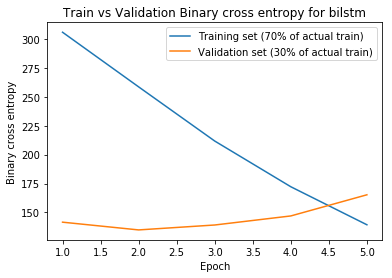 Train vs Validation Binary cross entropy for bilstm
Training set (70% of actual train)
Validation set (30% of actual train)
Binary cross entropy
300
275
250
225
200
175
150
1.0 1.5 2.0 2.5 3.0 3.5 4.0 4.5 5.0
Epoch